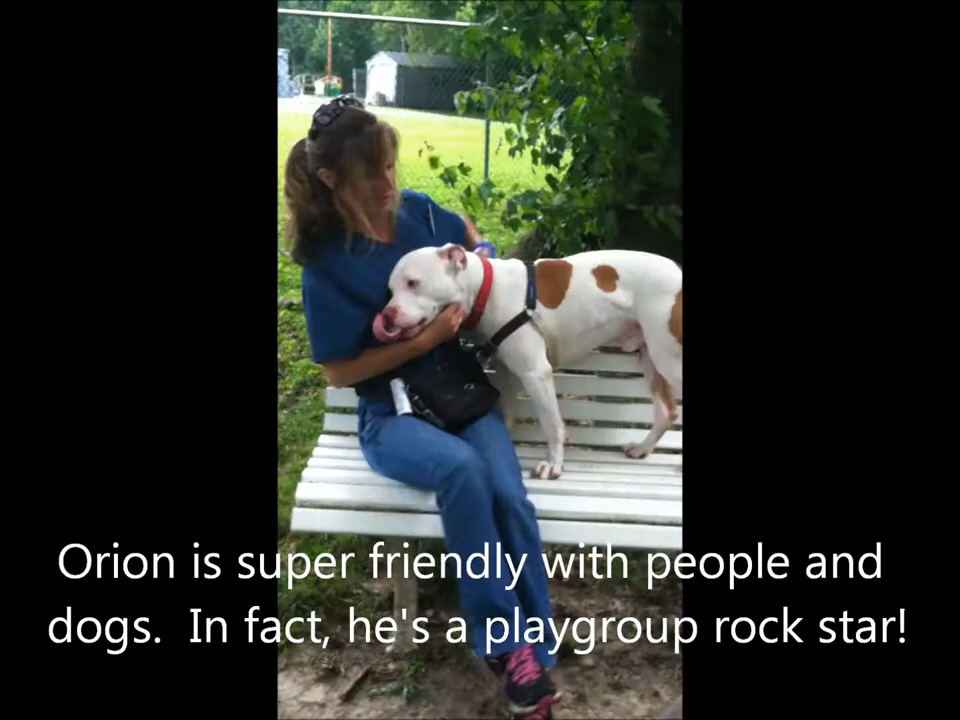 Orion is super friendly with people and
dogs.  In fact, he's a playgroup rock star!